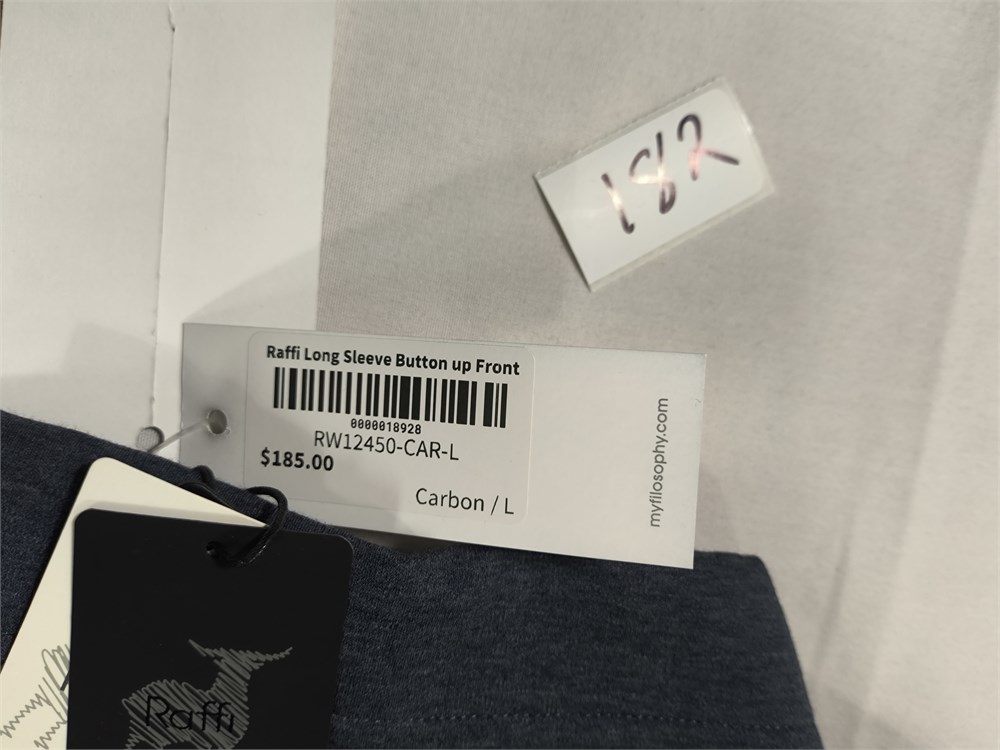 182
Raffi Long Sleeve Button up Front
0000018928
RW12450-CAR-L
$185.00
Carbon / L
myfilosophy.com
Raffi